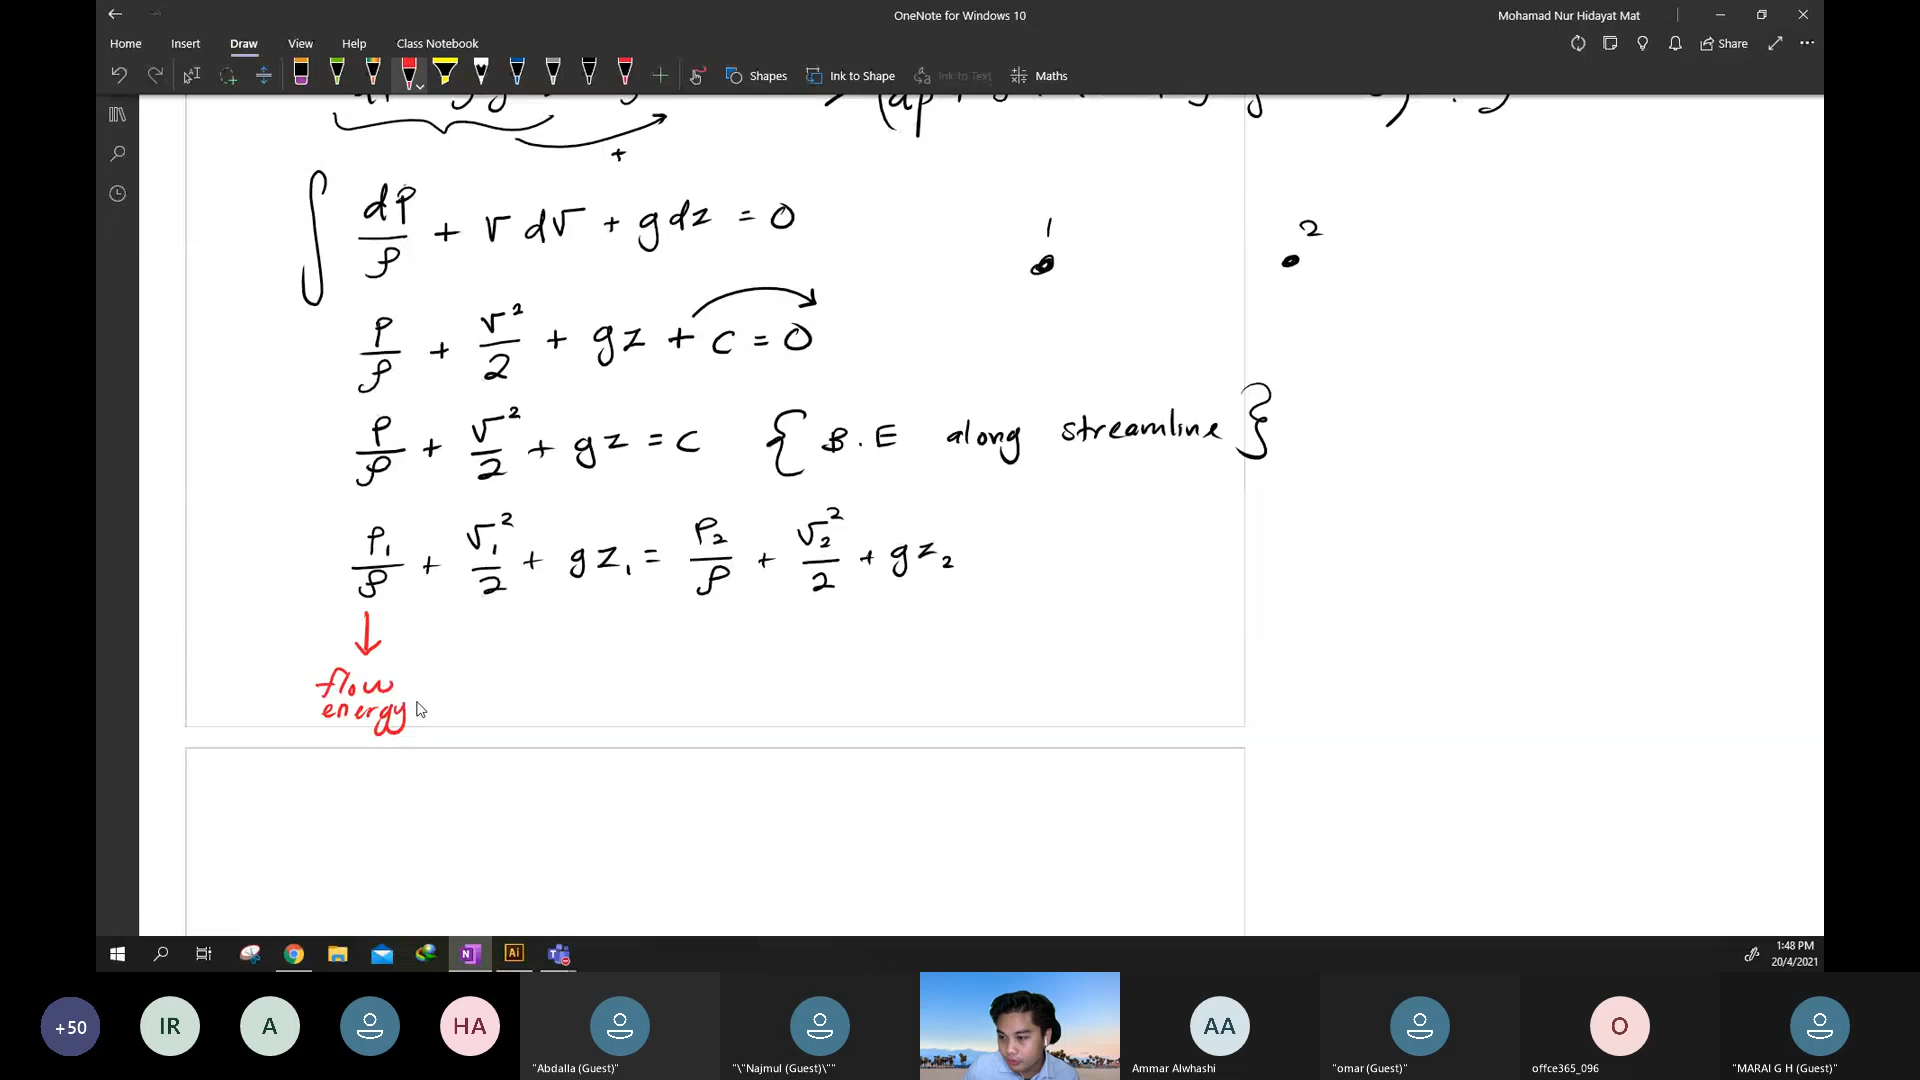 OneNote for Windows 10
Mohamad Nur Hidayat Mat
Home Insert Draw View Help Class Notebook
Share
Shapes Ink to Shape Ink to Text Maths
+
∫ dP/ρ + v dv + g dz = 0
1 2
P/ρ + v²/2 + gz + c = 0
P/ρ + v²/2 + gz = c { B.E along streamline }
P₁/ρ + v₁²/2 + gz₁ = P₂/ρ + v₂²/2 + gz₂
flow
energy
1:48 PM
20/4/2021
+50 IR A HA AA O
"Abdalla (Guest)" "\"Najmul (Guest)\"" Ammar Alwhashi "omar (Guest)" offce365_096 "MARAI G H (Guest)"